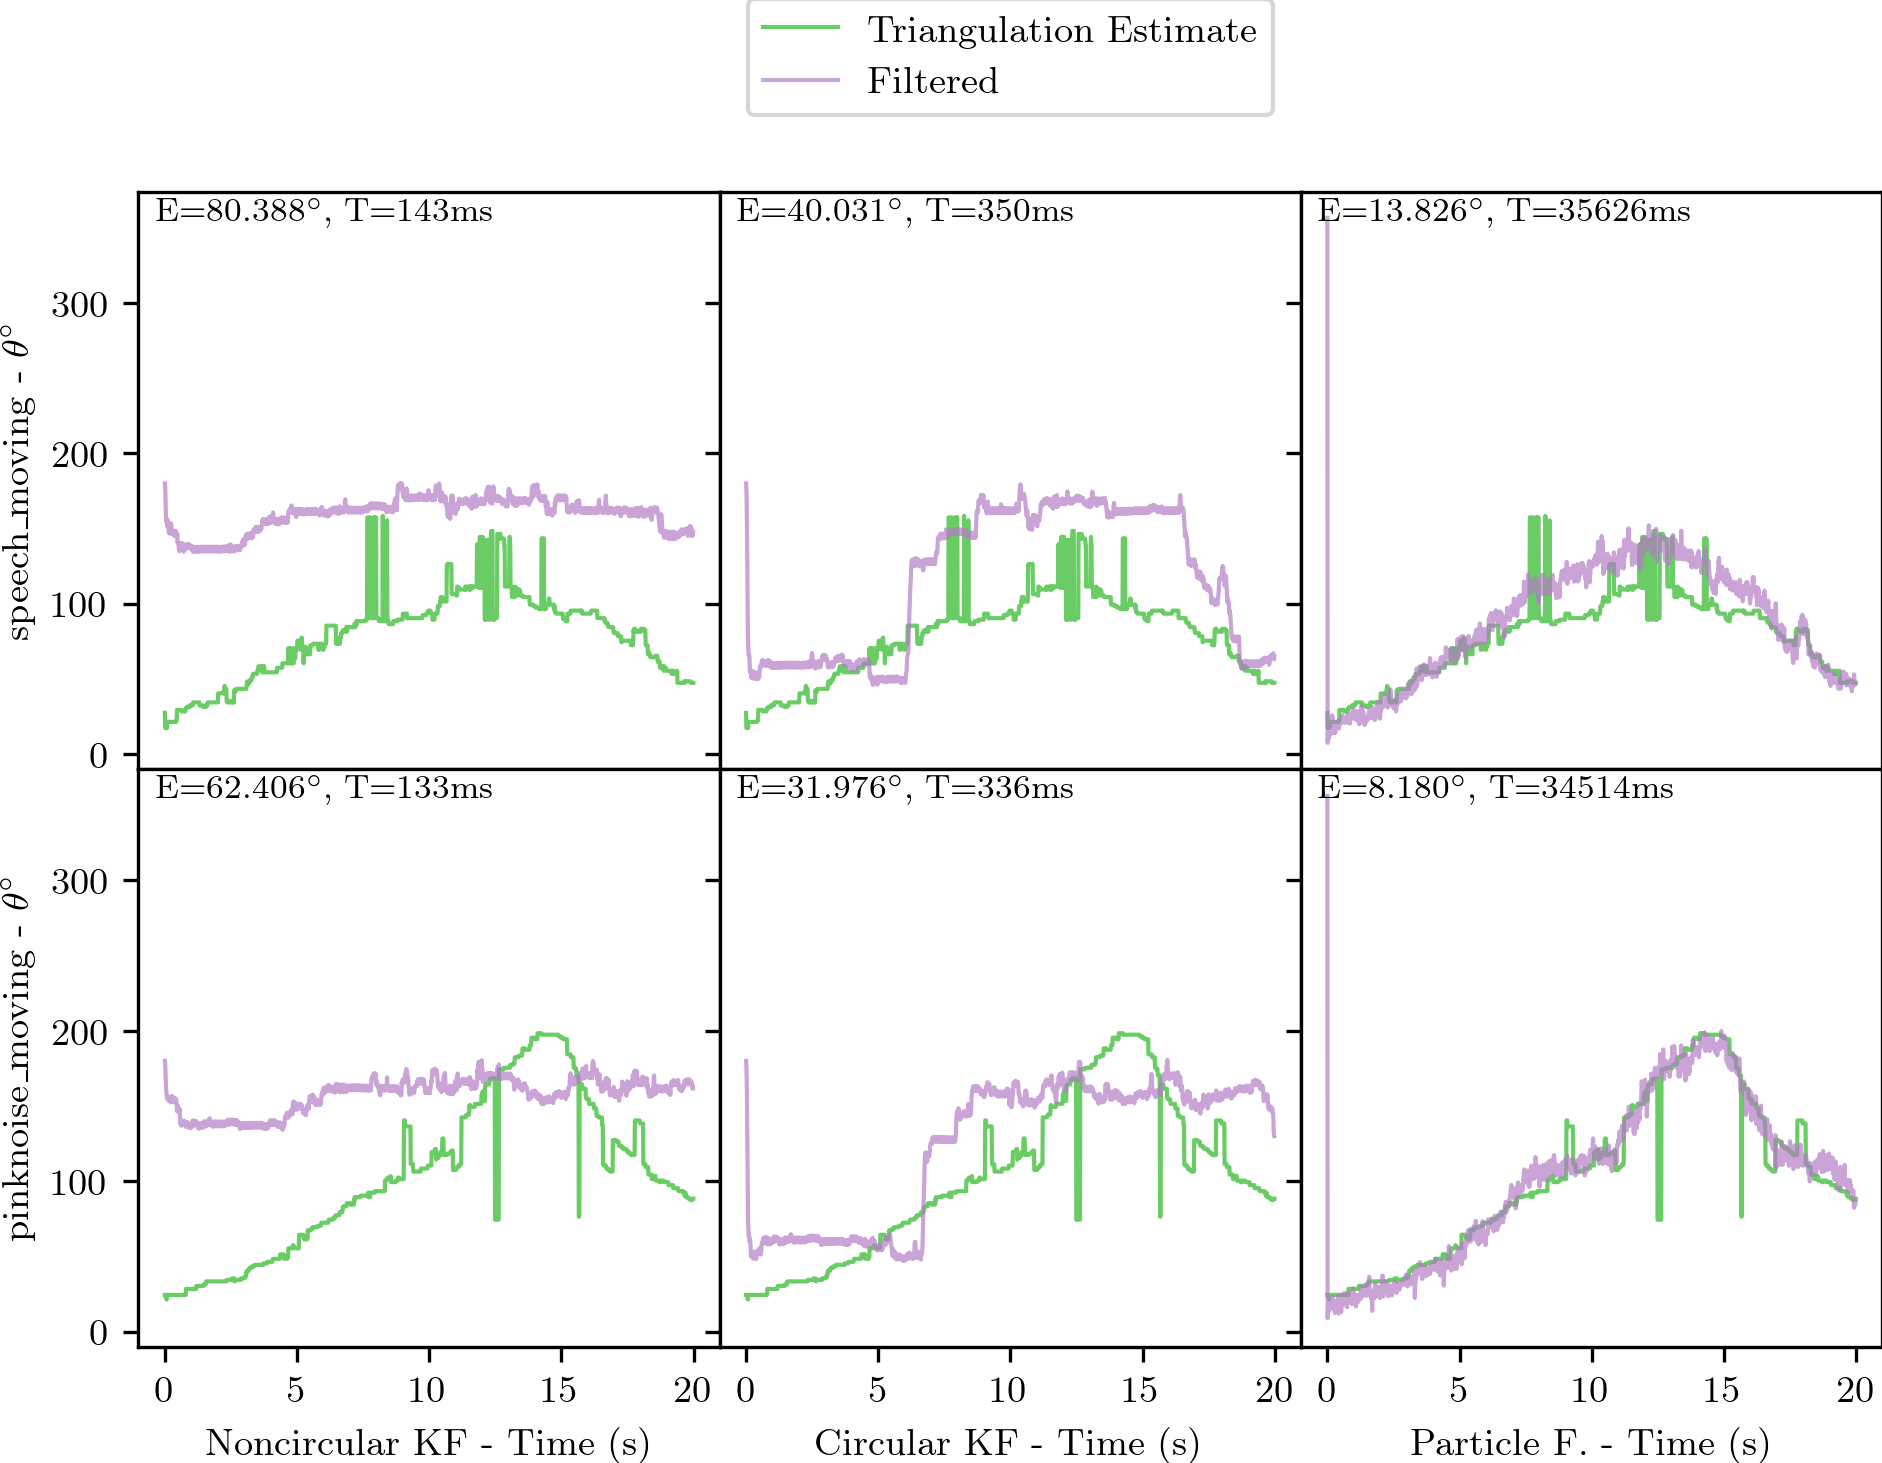 Triangulation Estimate
Filtered
E=80.388°, T=143ms
E=40.031°, T=350ms
E=13.826°, T=35626ms
300
200
100
0
speech_moving - θ°
E=62.406°, T=133ms
E=31.976°, T=336ms
E=8.180°, T=34514ms
300
200
100
0
pinknoise_moving - θ°
0 5 10 15 20
0 5 10 15 20
0 5 10 15 20
Noncircular KF - Time (s)
Circular KF - Time (s)
Particle F. - Time (s)